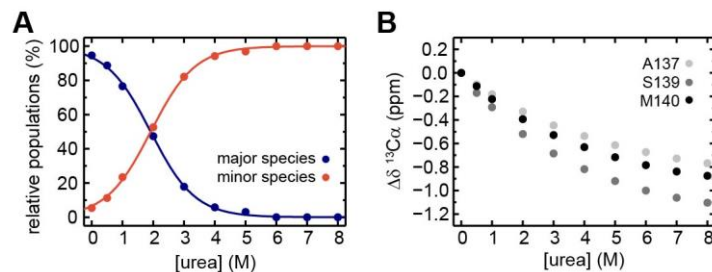 A
relative populations (%)
100
80
60
40
20
0
major species
minor species
0 1 2 3 4 5 6 7 8
[urea] (M)
B
Δδ ¹³Cα (ppm)
0.2
0.0
−0.2
−0.4
−0.6
−0.8
−1.0
−1.2
A137
S139
M140
0 1 2 3 4 5 6 7 8
[urea] (M)